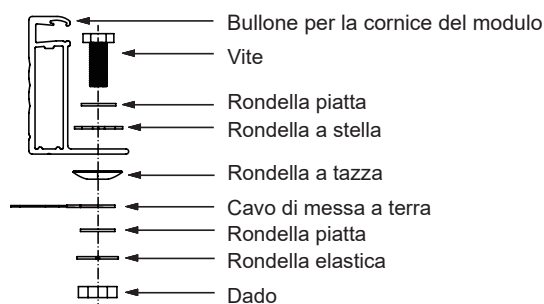 Bullone per la cornice del modulo
Vite
Rondella piatta
Rondella a stella
Rondella a tazza
Cavo di messa a terra
Rondella piatta
Rondella elastica
Dado